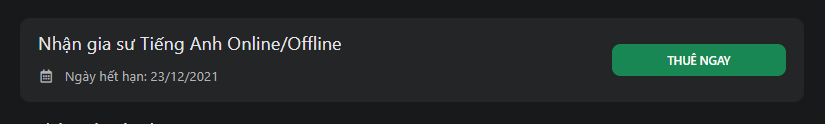 Nhận gia sư Tiếng Anh Online/Offline
Ngày hết hạn: 23/12/2021
THUÊ NGAY